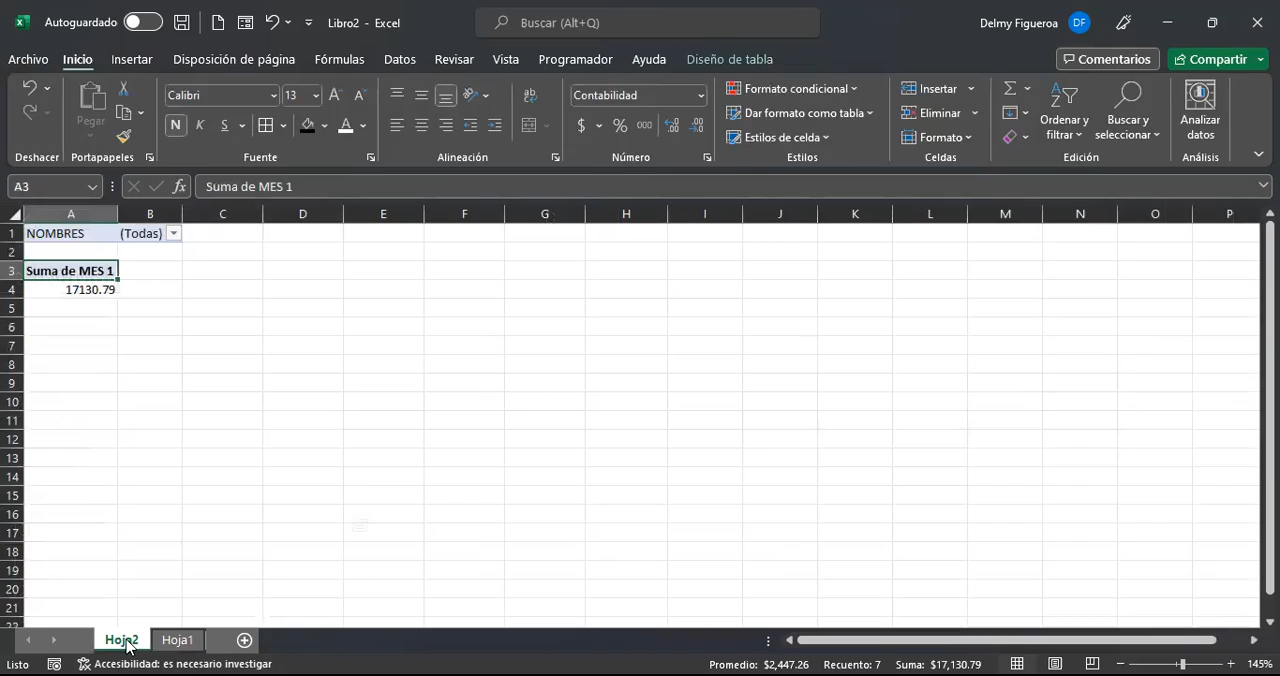 Autoguardado Libro2 - Excel Buscar (Alt+Q) Delmy Figueroa DF
Archivo Inicio Insertar Disposición de página Fórmulas Datos Revisar Vista Programador Ayuda Diseño de tabla Comentarios Compartir
Calibri 13 Contabilidad Formato condicional Insertar
Pegar Dar formato como tabla Eliminar Ordenar y filtrar Buscar y seleccionar Analizar datos
N K S $ % 000 Estilos de celda Formato
Deshacer Portapapeles Fuente Alineación Número Estilos Celdas Edición Análisis
A3 fx Suma de MES 1
A B C D E F G H I J K L M N O P
1 NOMBRES (Todas)
2
3 Suma de MES 1
4 17130.79
5
6
7
8
9
10
11
12
13
14
15
16
17
18
19
20
21
22
Hoja2 Hoja1
Listo Accesibilidad: es necesario investigar Promedio: $2,447.26 Recuento: 7 Suma: $17,130.79 145%